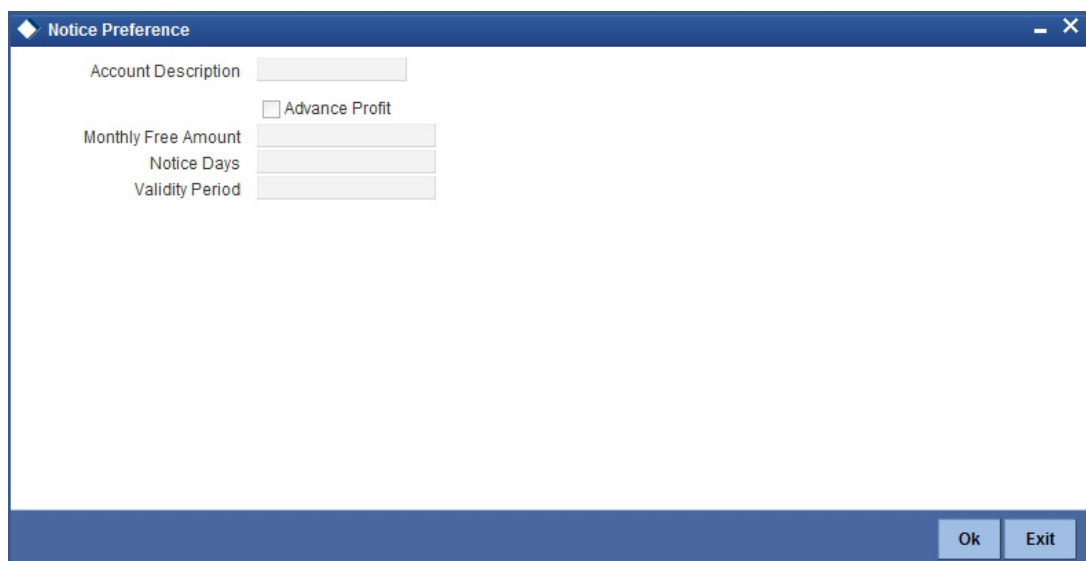 Notice Preference
Account Description
Advance Profit
Monthly Free Amount
Notice Days
Validity Period
Ok Exit